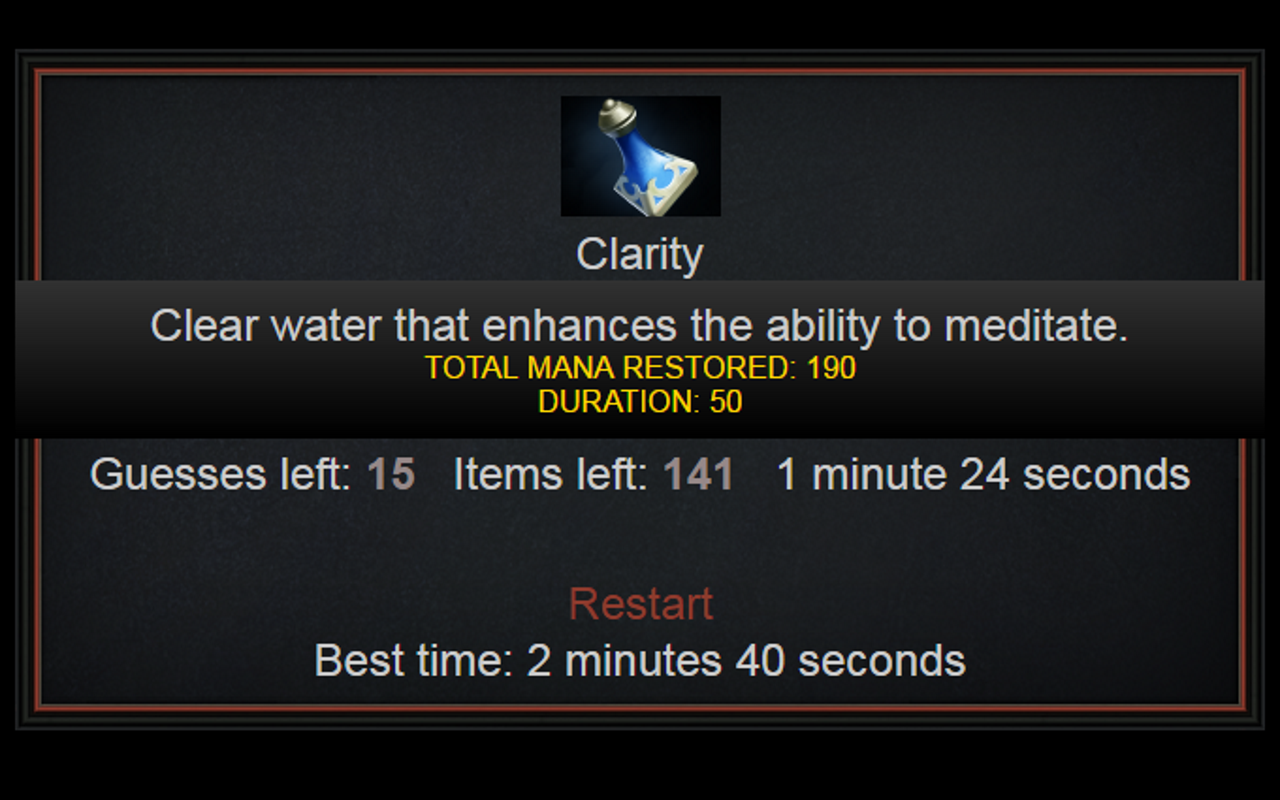 Clarity
Clear water that enhances the ability to meditate.
TOTAL MANA RESTORED: 190
DURATION: 50
Guesses left: 15 Items left: 141 1 minute 24 seconds
Restart
Best time: 2 minutes 40 seconds